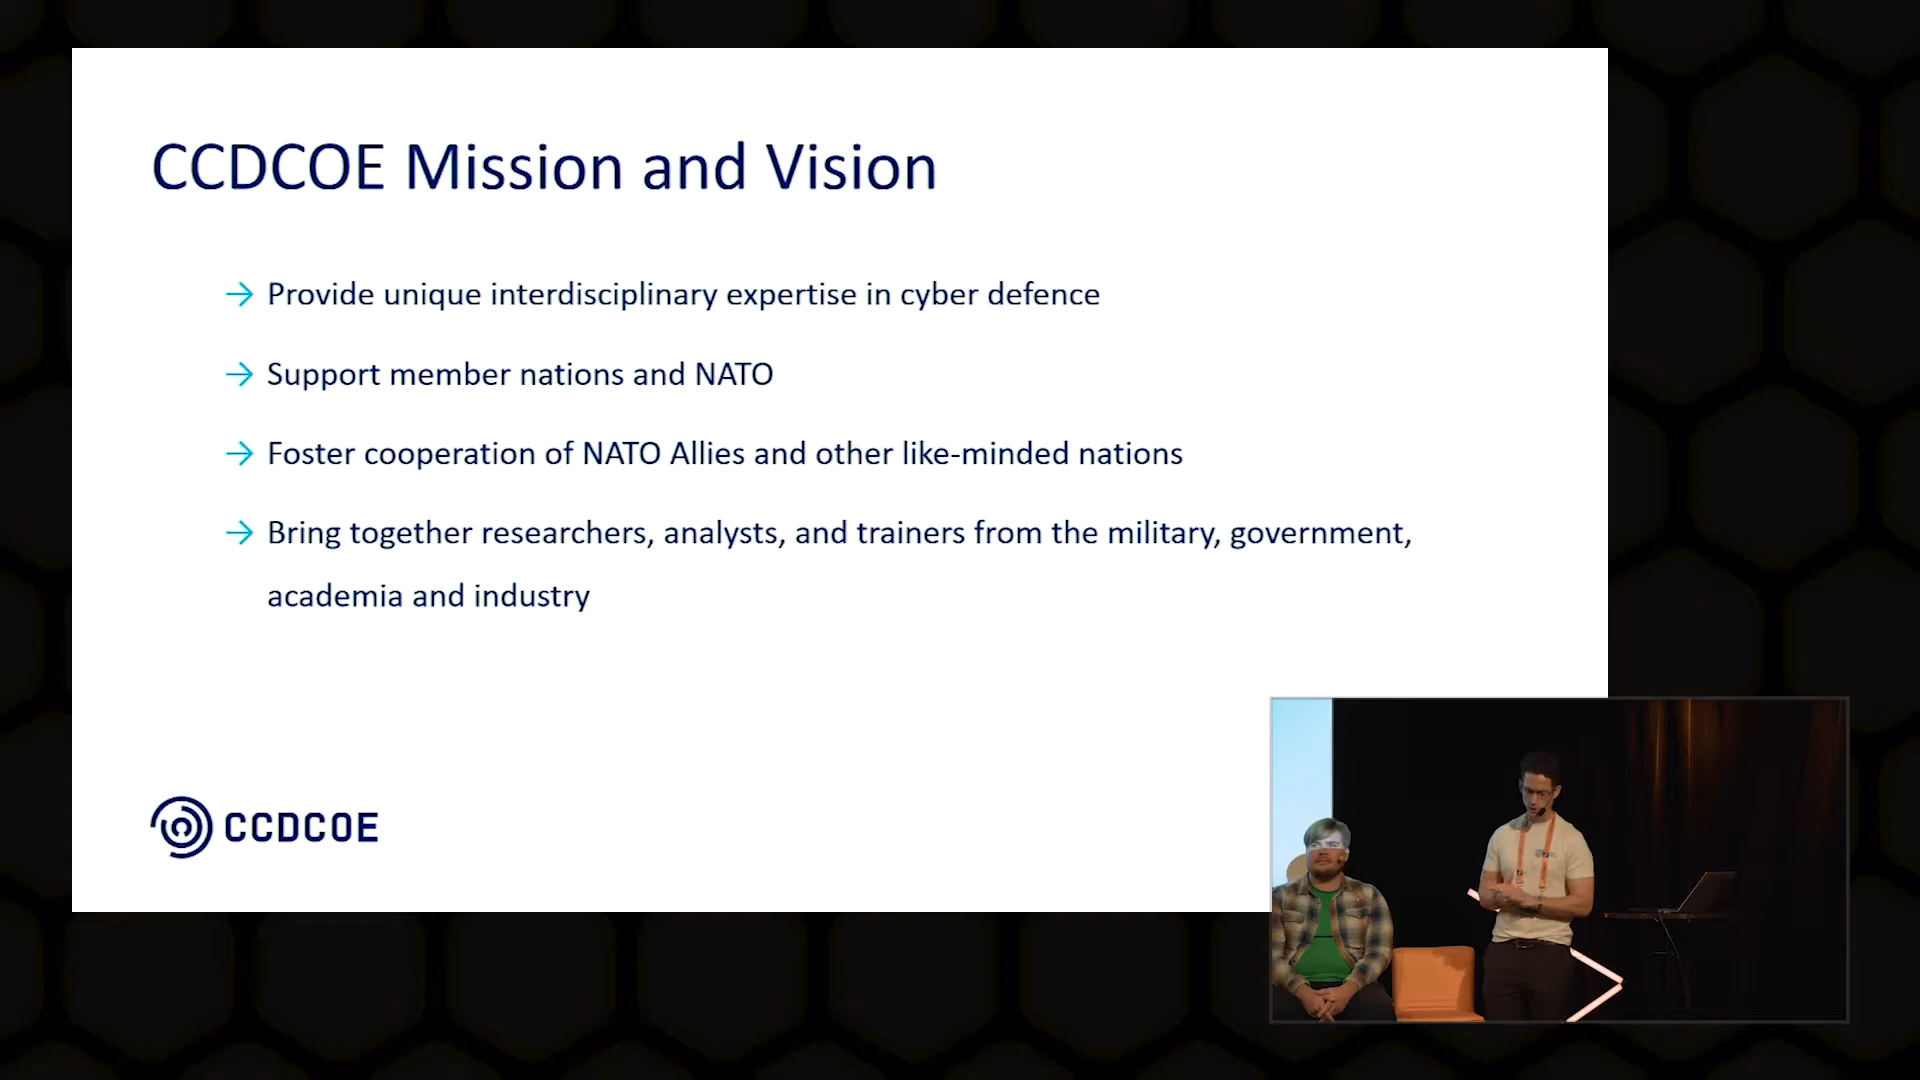 CCDCOE Mission and Vision
→ Provide unique interdisciplinary expertise in cyber defence
→ Support member nations and NATO
→ Foster cooperation of NATO Allies and other like-minded nations
→ Bring together researchers, analysts, and trainers from the military, government,
academia and industry
CCDCOE